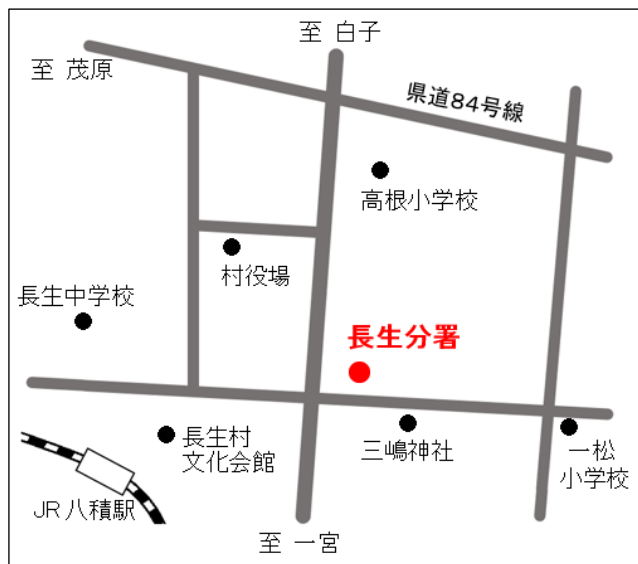 至 白子
至 茂原
県道84号線
高根小学校
村役場
長生中学校
長生分署
長生村
文化会館
三嶋神社
一松
小学校
JR 八積駅
至 一宮